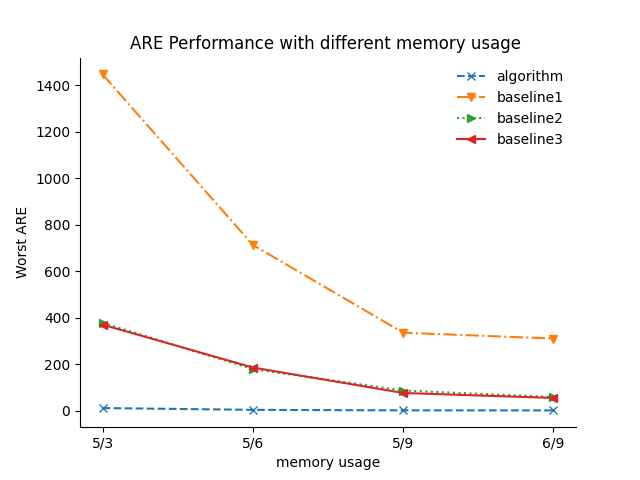 ARE Performance with different memory usage
algorithm
baseline1
baseline2
baseline3
Worst ARE
1400
1200
1000
800
600
400
200
0
5/3
5/6
5/9
6/9
memory usage